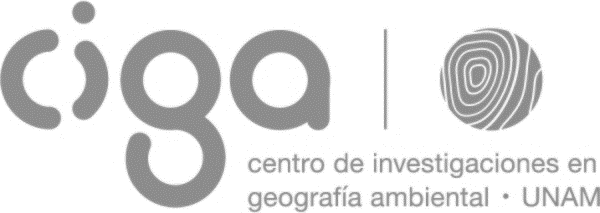 ciga
centro de investigaciones en
geografía ambiental · UNAM